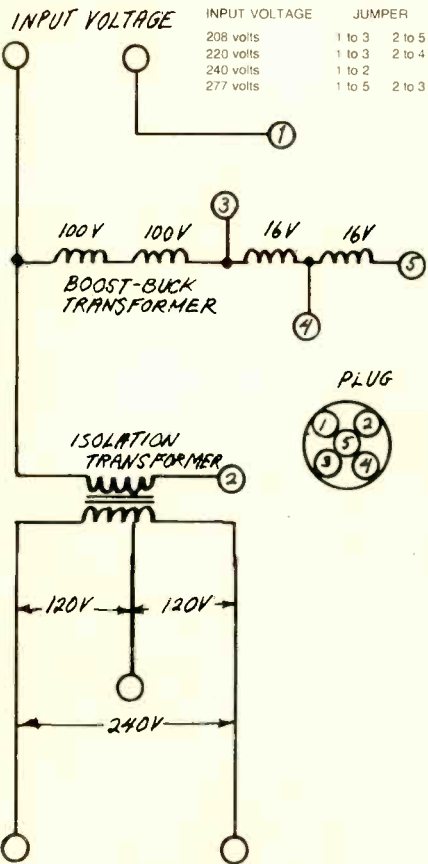 INPUT VOLTAGE
INPUT VOLTAGE JUMPER
208 volts 1 to 3 2 to 5
220 volts 1 to 3 2 to 4
240 volts 1 to 2
277 volts 1 to 5 2 to 3
1
3
100V 100V 16V 16V
5
BOOST-BUCK
TRANSFORMER
4
PLUG
1 2
5
3 4
ISOLATION
TRANSFORMER
2
120V 120V
240V